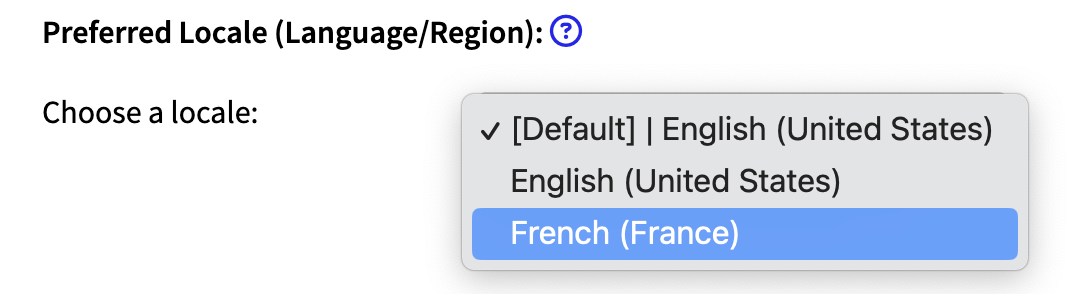 Preferred Locale (Language/Region): ?
Choose a locale:
✓ [Default] | English (United States)
English (United States)
French (France)